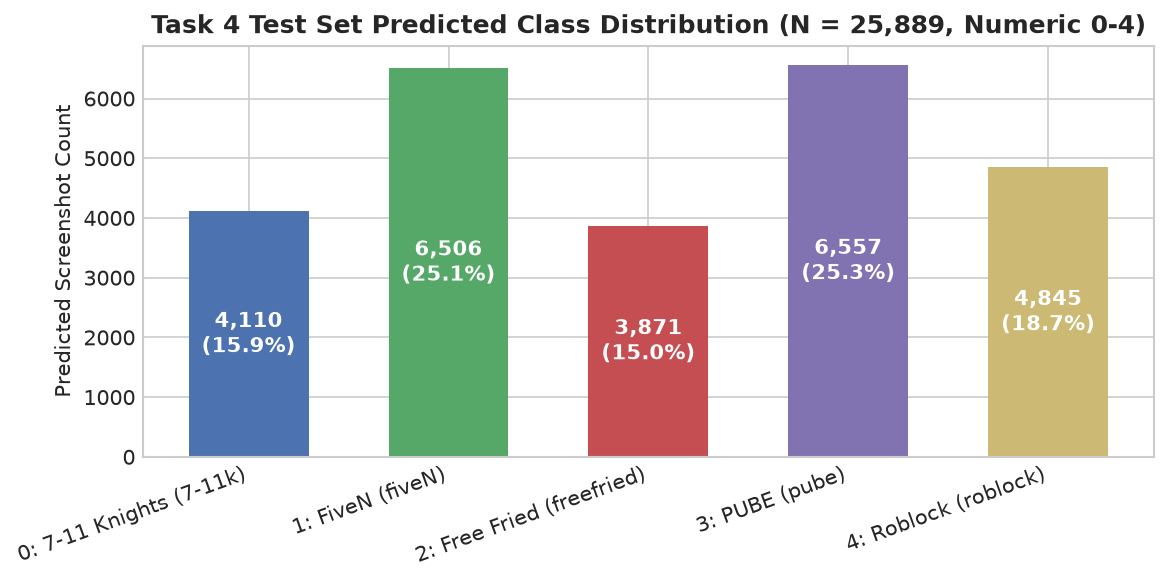 Task 4 Test Set Predicted Class Distribution (N = 25,889, Numeric 0-4)
Predicted Screenshot Count
6000
5000
4000
3000
2000
1000
0
4,110
(15.9%)
6,506
(25.1%)
3,871
(15.0%)
6,557
(25.3%)
4,845
(18.7%)
0: 7-11 Knights (7-11k)
1: FiveN (fiveN)
2: Free Fried (freefried)
3: PUBE (pube)
4: Roblock (roblock)